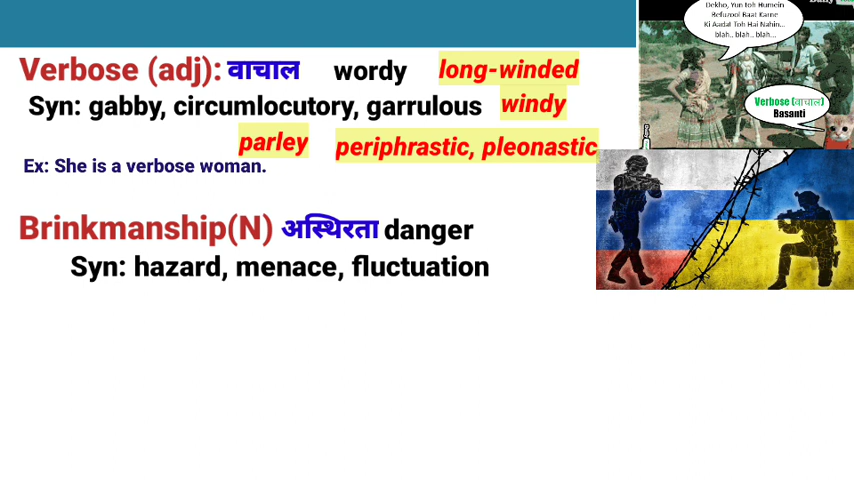 Verbose (adj): वाचाल wordy long-winded
Syn: gabby, circumlocutory, garrulous windy
parley periphrastic, pleonastic
Ex: She is a verbose woman.
Brinkmanship(N) अस्थिरता danger
Syn: hazard, menace, fluctuation
Dekho, Yun toh Humein
Befuzool Baat Karne
Ki Aadat Toh Hai Nahin...
blah.. blah.. blah...
Verbose (वाचाल)
Basanti